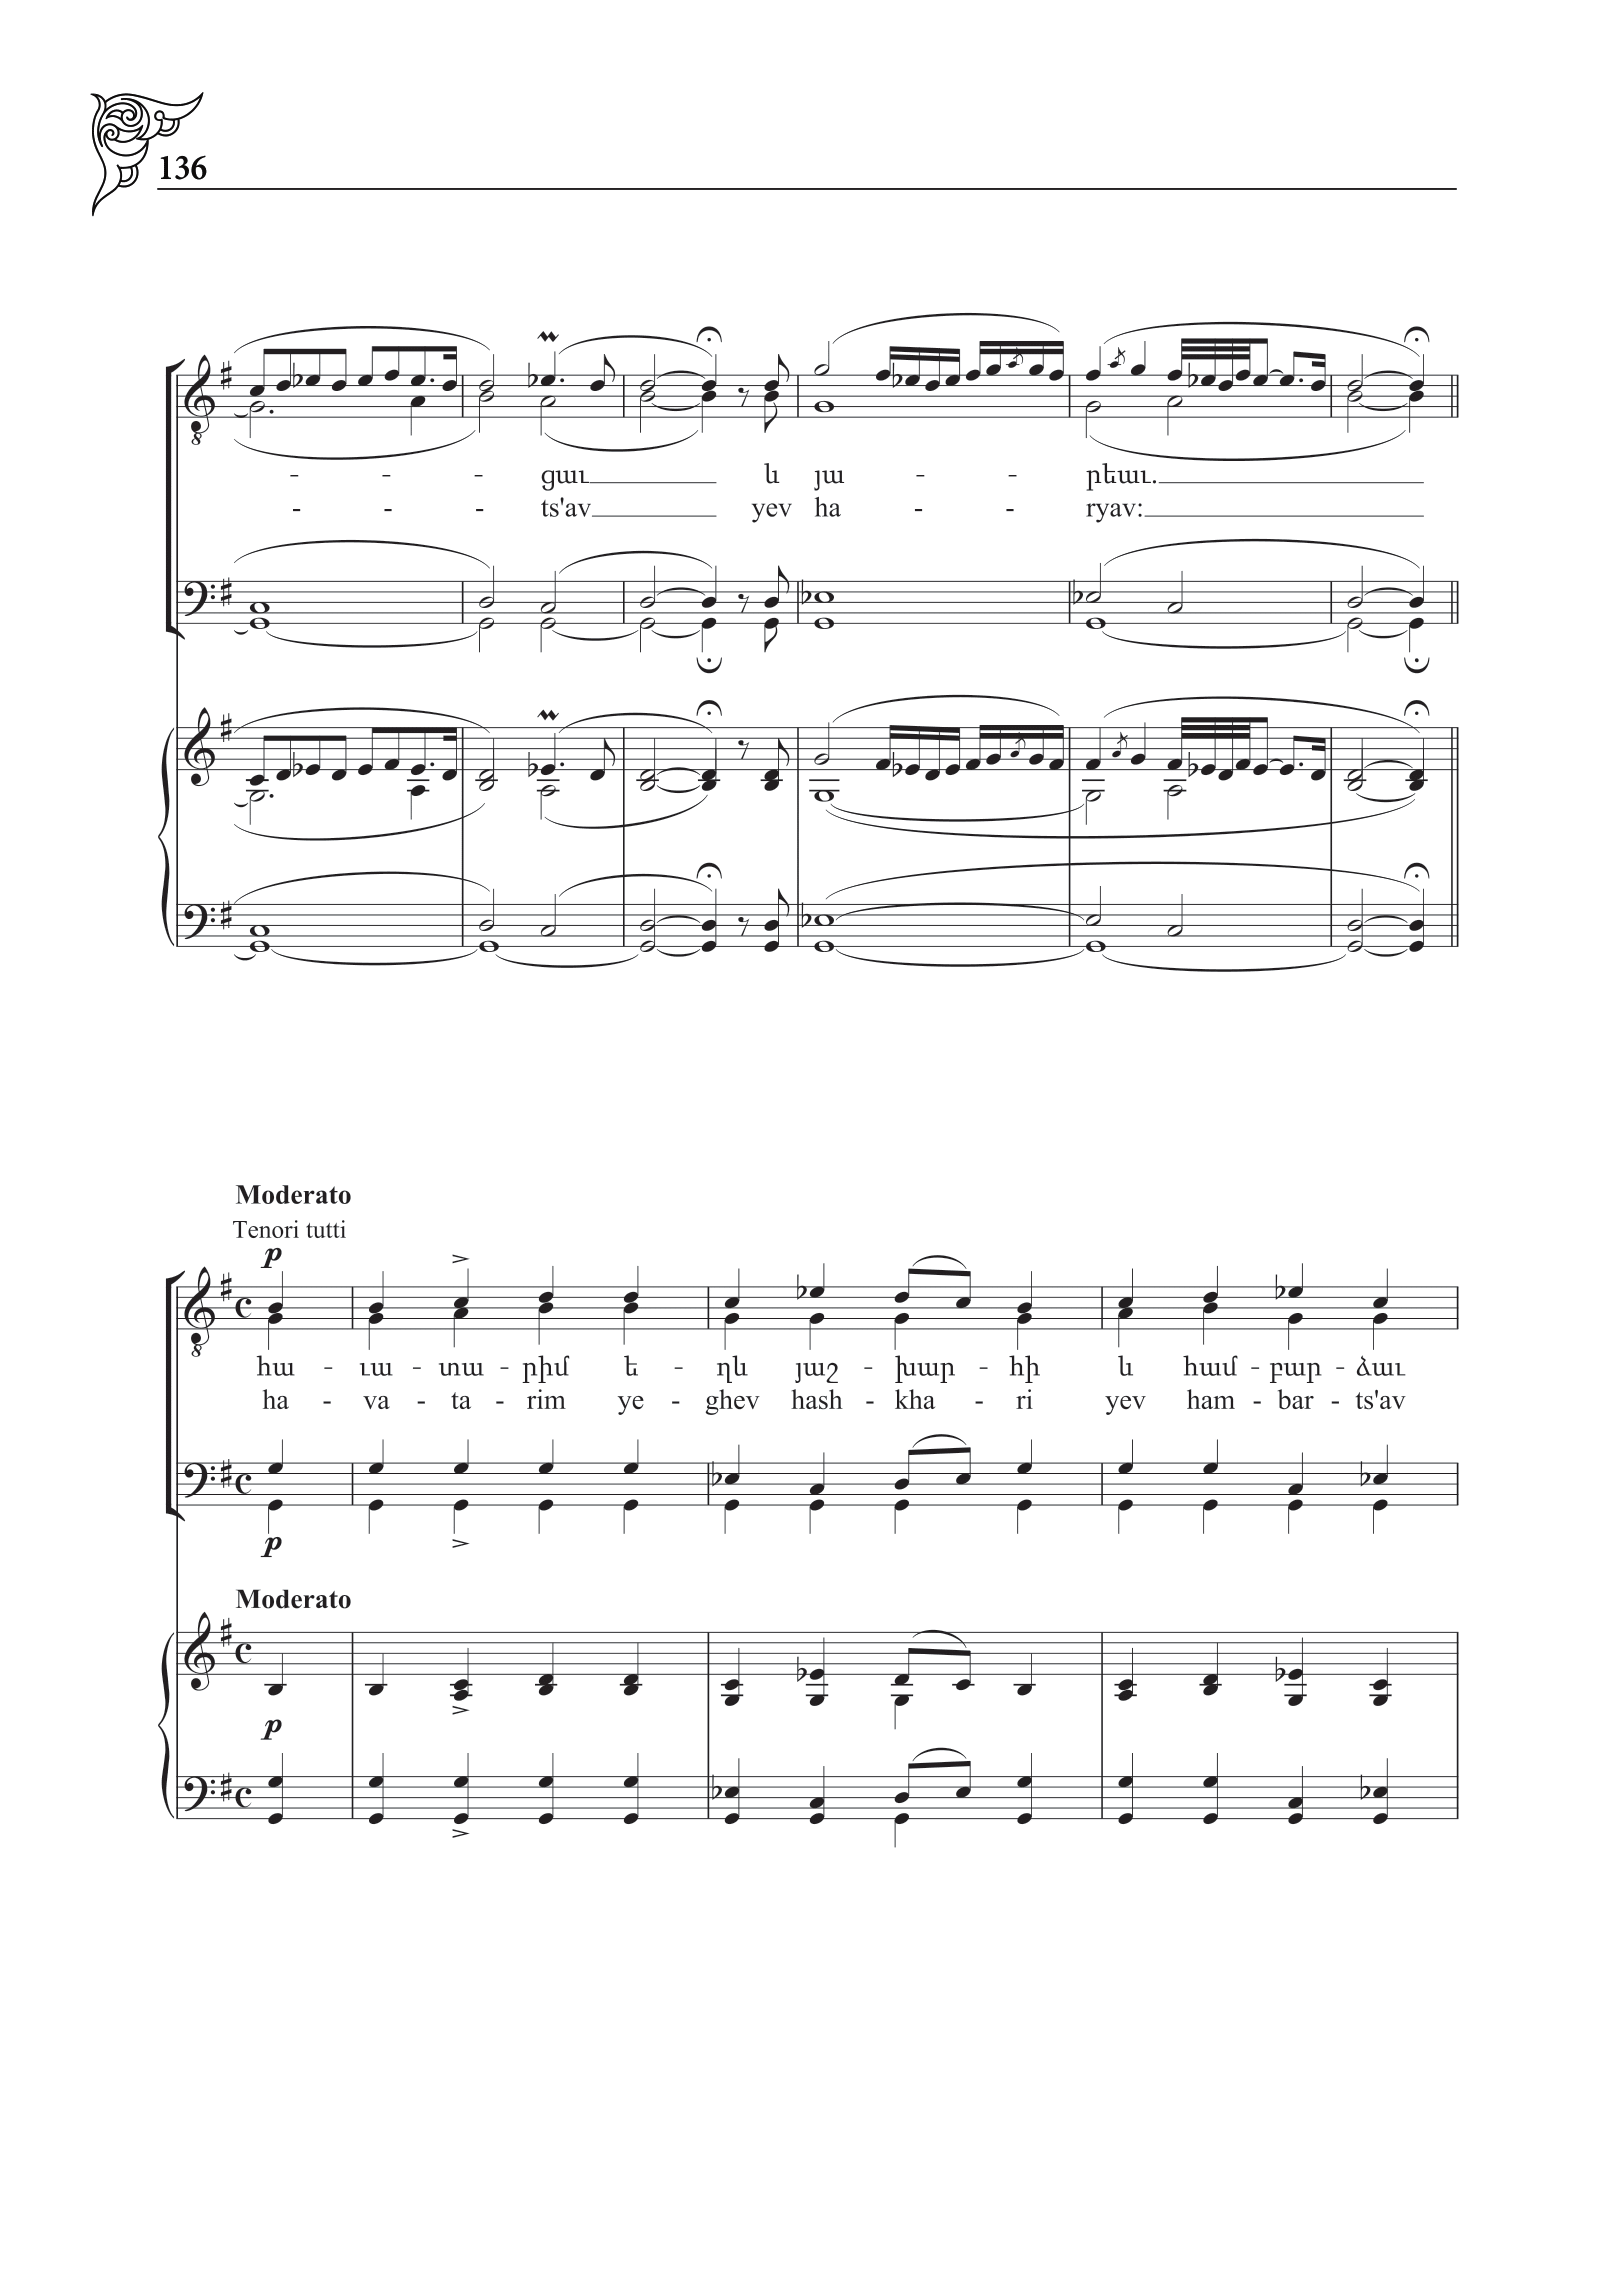 136
- - - ցաւ և յա - - րեաւ.
- - - ts'av yev ha - - ryav:
Moderato
Tenori tutti
p
հա - ւա - տա - րիմ ե - ղև յաշ - խար - հի և համ - բար - ձաւ
ha - va - ta - rim ye - ghev hash - kha - ri yev ham - bar - ts'av
p
Moderato
p